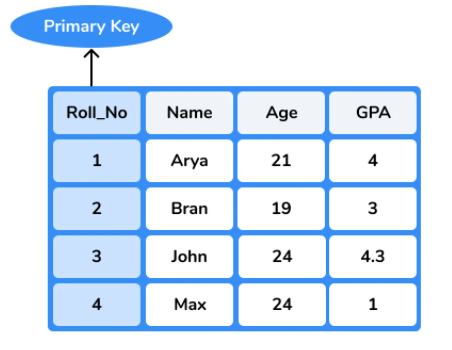 Primary Key
Roll_No Name Age GPA
1 Arya 21 4
2 Bran 19 3
3 John 24 4.3
4 Max 24 1